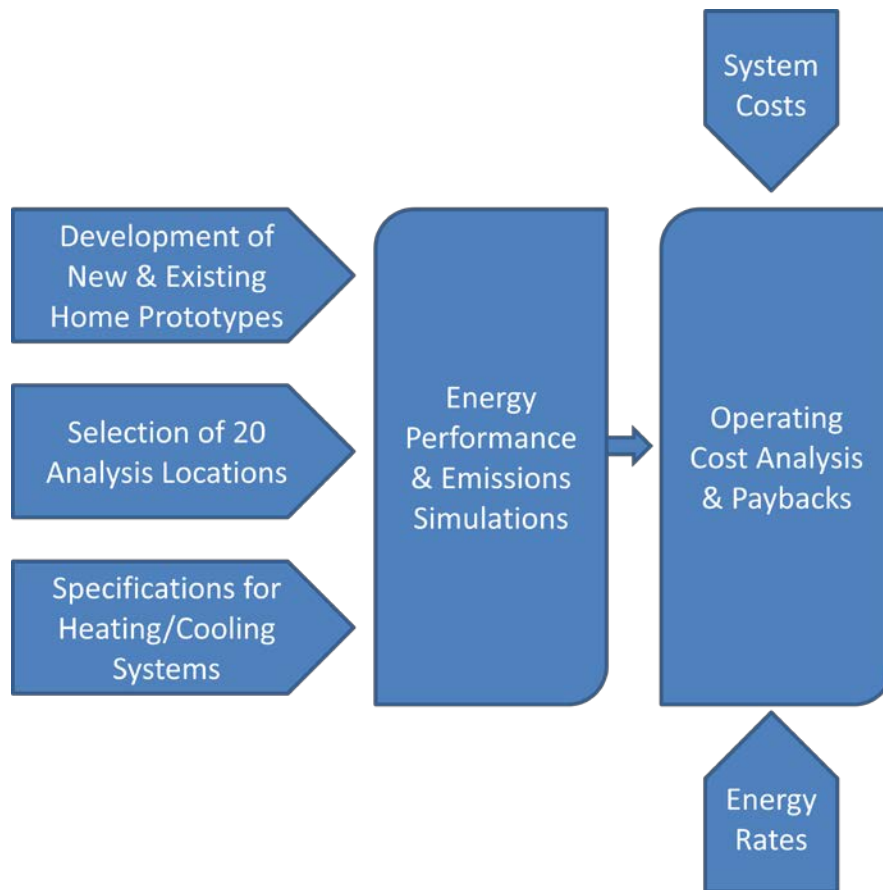 System
Costs
Development of
New & Existing
Home Prototypes
Selection of 20
Analysis Locations
Specifications for
Heating/Cooling
Systems
Energy
Performance
& Emissions
Simulations
Operating
Cost Analysis
& Paybacks
Energy
Rates